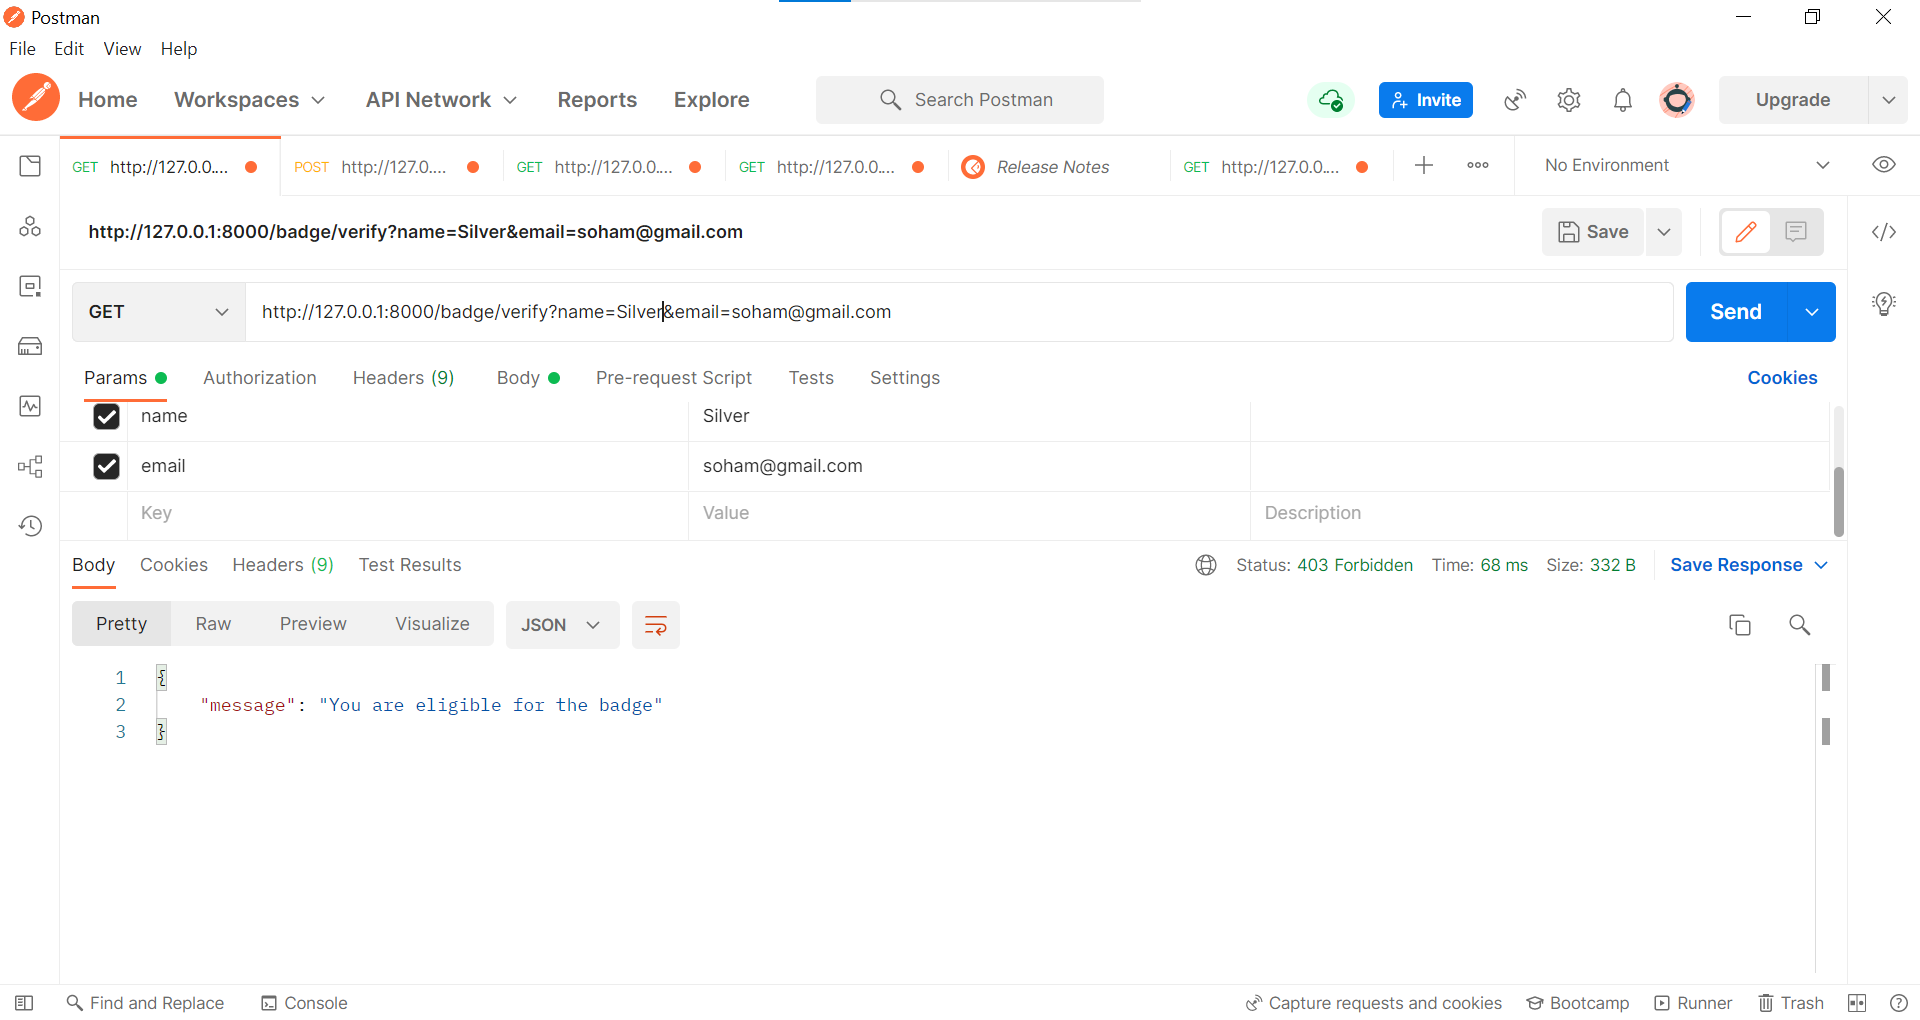 Postman
File Edit View Help
Home Workspaces API Network Reports Explore Search Postman Invite Upgrade
GET http://127.0.0.... POST http://127.0.... GET http://127.0.0.... GET http://127.0.0.... Release Notes GET http://127.0.0.... No Environment
http://127.0.0.1:8000/badge/verify?name=Silver&email=soham@gmail.com Save
GET http://127.0.0.1:8000/badge/verify?name=Silver&email=soham@gmail.com Send
Params Authorization Headers (9) Body Pre-request Script Tests Settings Cookies
name Silver
email soham@gmail.com
Key Value Description
Body Cookies Headers (9) Test Results Status: 403 Forbidden Time: 68 ms Size: 332 B Save Response
Pretty Raw Preview Visualize JSON
1 {
2 "message": "You are eligible for the badge"
3 }
Find and Replace Console Capture requests and cookies Bootcamp Runner Trash